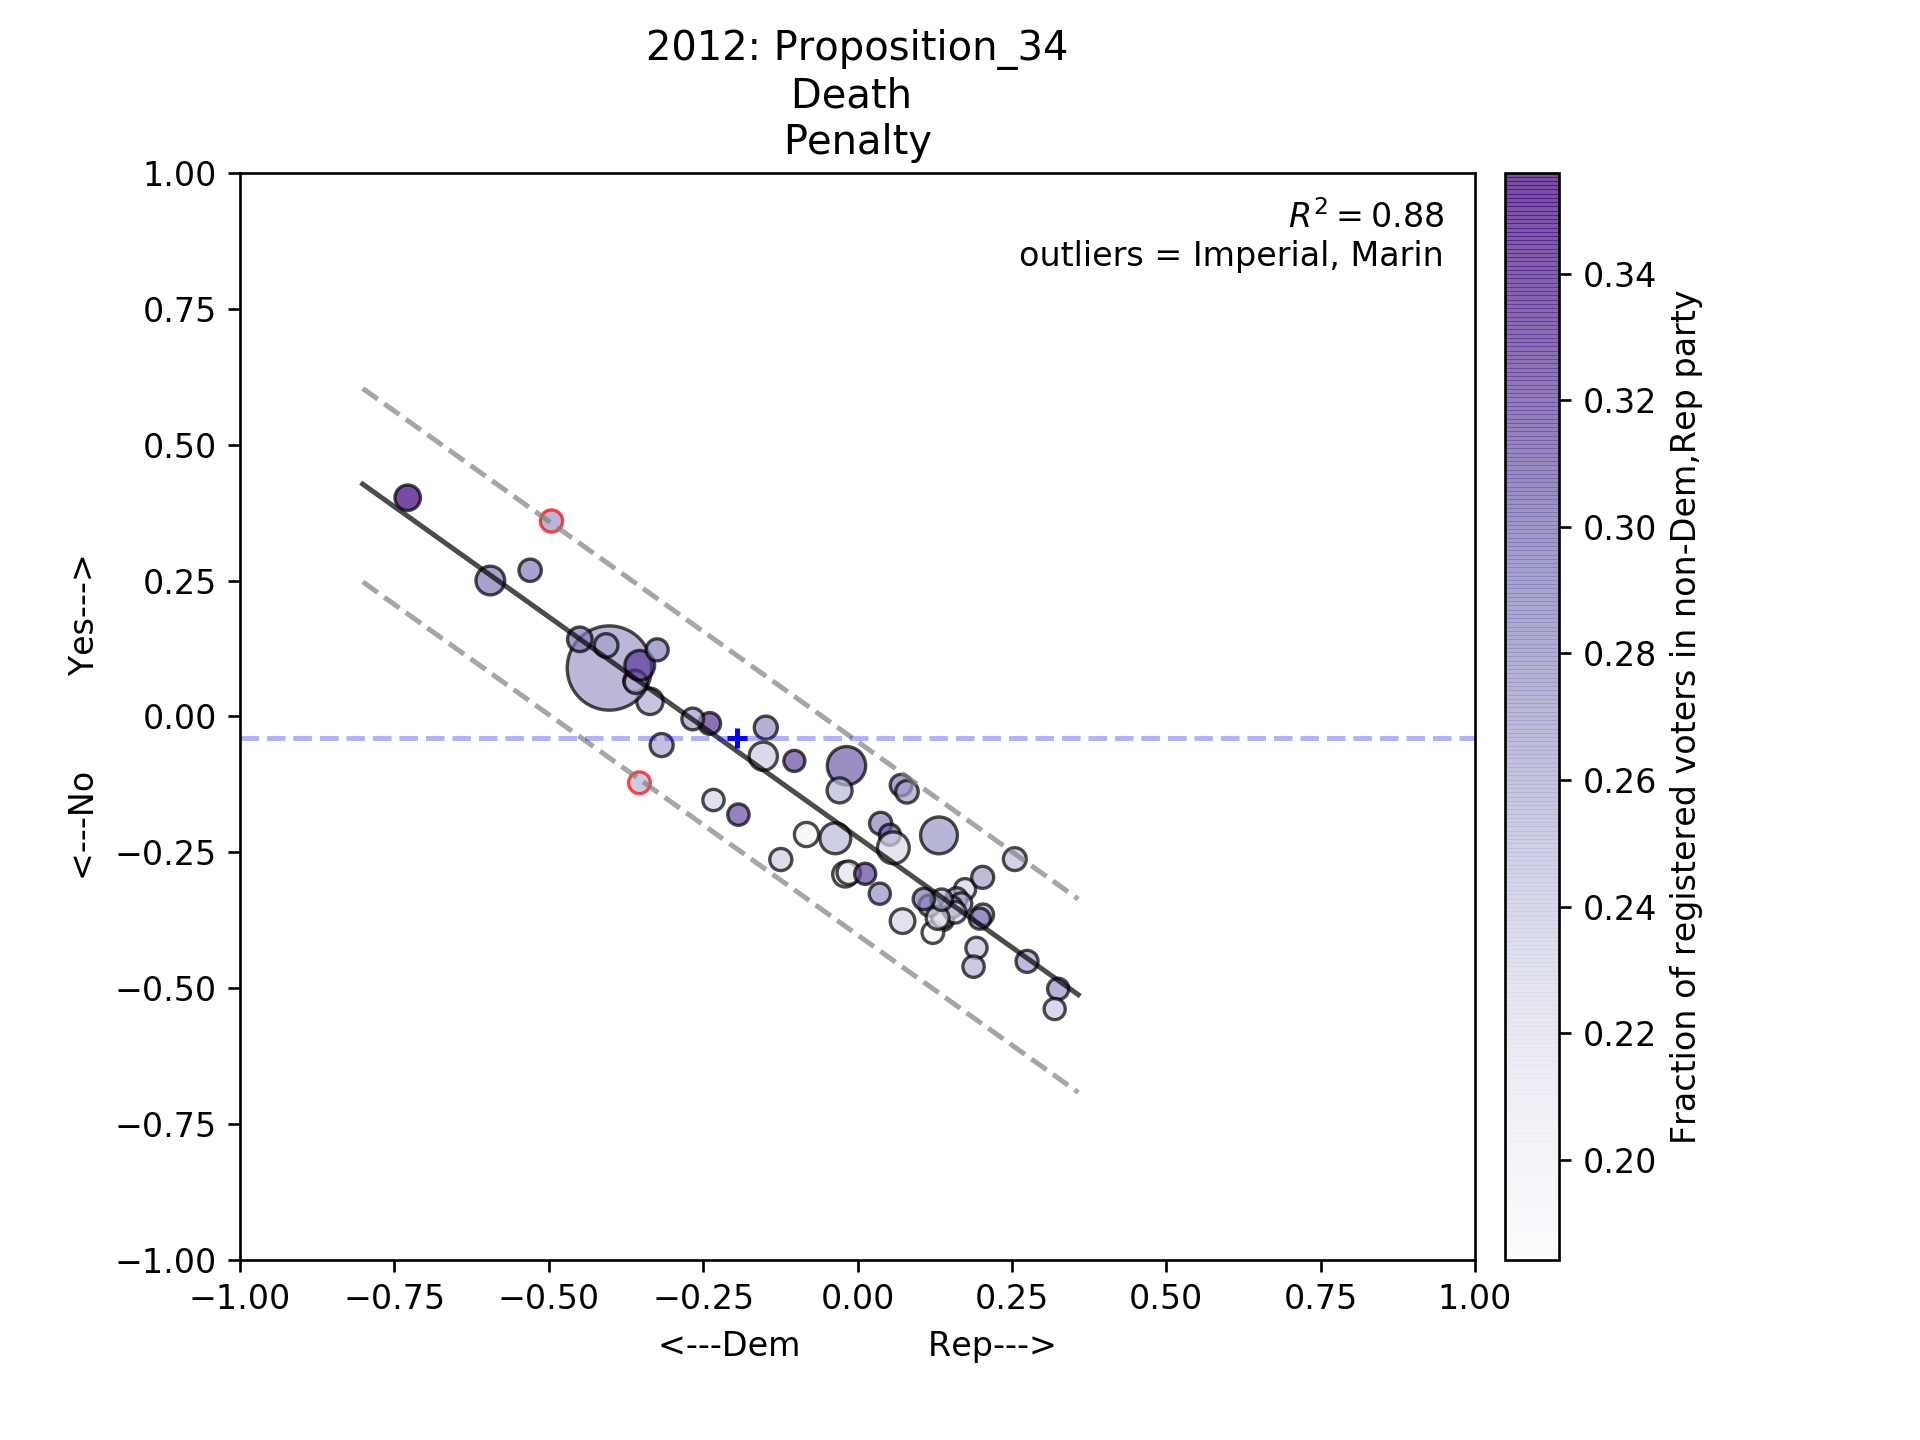 2012: Proposition_34
Death
Penalty
R² = 0.88
outliers = Imperial, Marin
1.00
0.75
0.50
0.25
0.00
−0.25
−0.50
−0.75
−1.00
<---No Yes--->
−1.00 −0.75 −0.50 −0.25 0.00 0.25 0.50 0.75 1.00
<---Dem Rep--->
0.34
0.32
0.30
0.28
0.26
0.24
0.22
0.20
Fraction of registered voters in non-Dem,Rep party